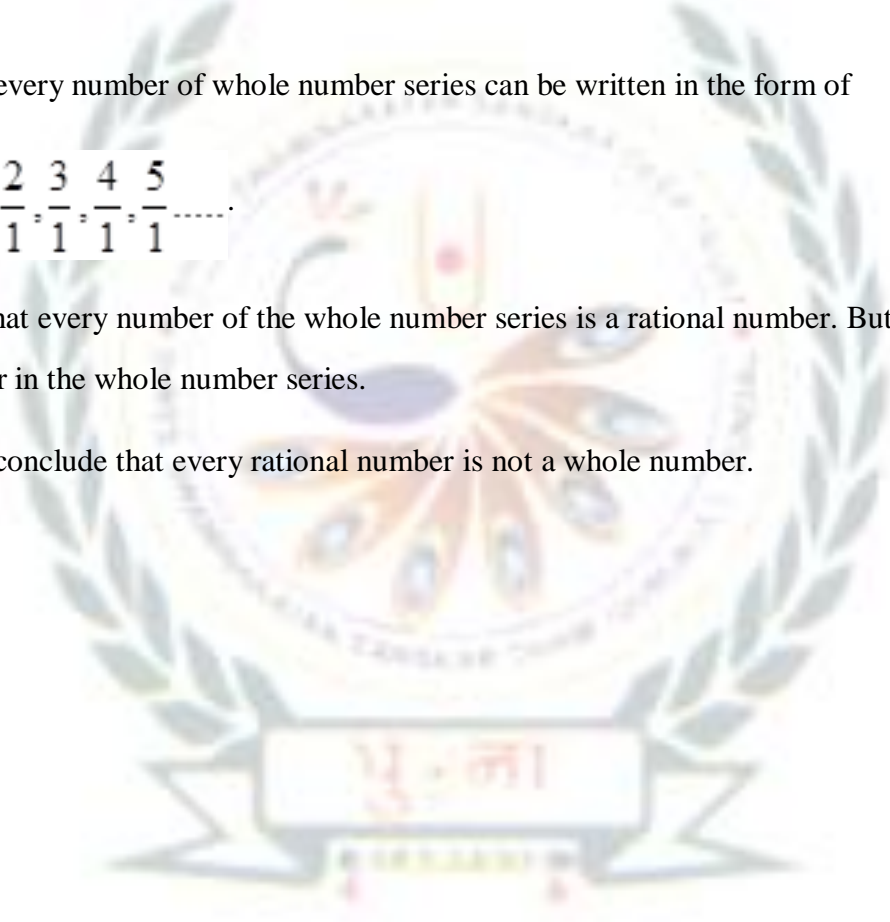 every number of whole number series can be written in the form of
2/1, 3/1, 4/1, 5/1 .....
every number of the whole number series is a rational number. But
in the whole number series.
conclude that every rational number is not a whole number.
પુ - ના